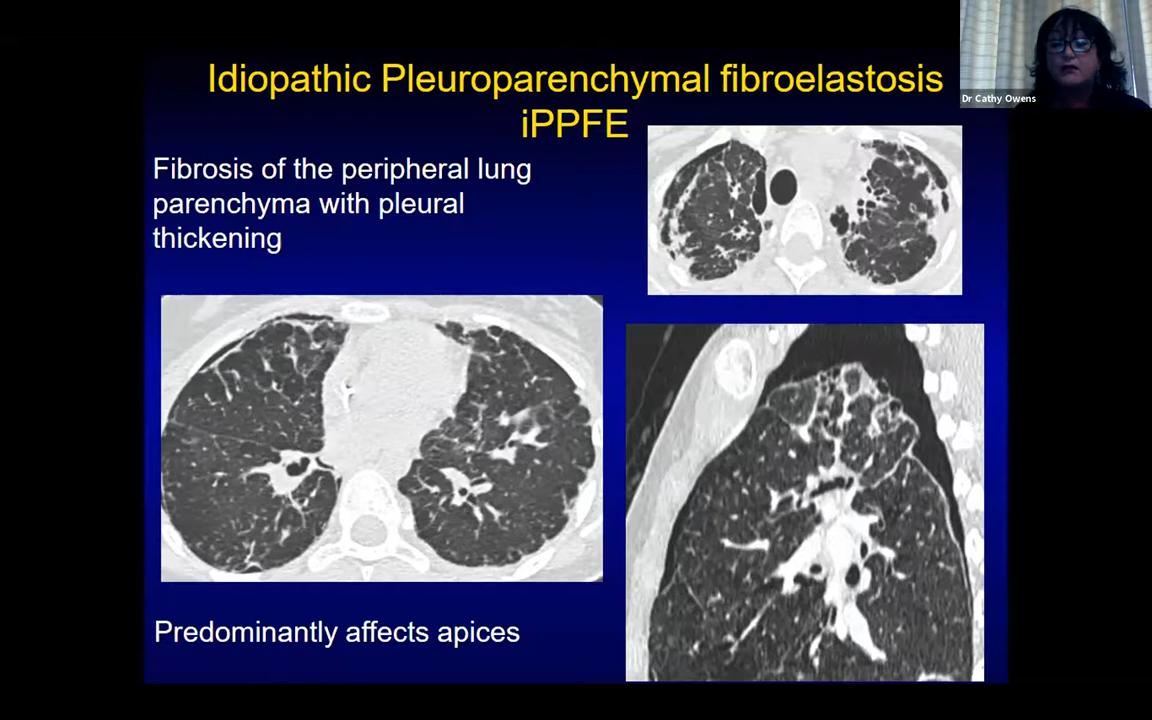 Idiopathic Pleuroparenchymal fibroelastosis
iPPFE
Dr Cathy Owens
Fibrosis of the peripheral lung
parenchyma with pleural
thickening
Predominantly affects apices